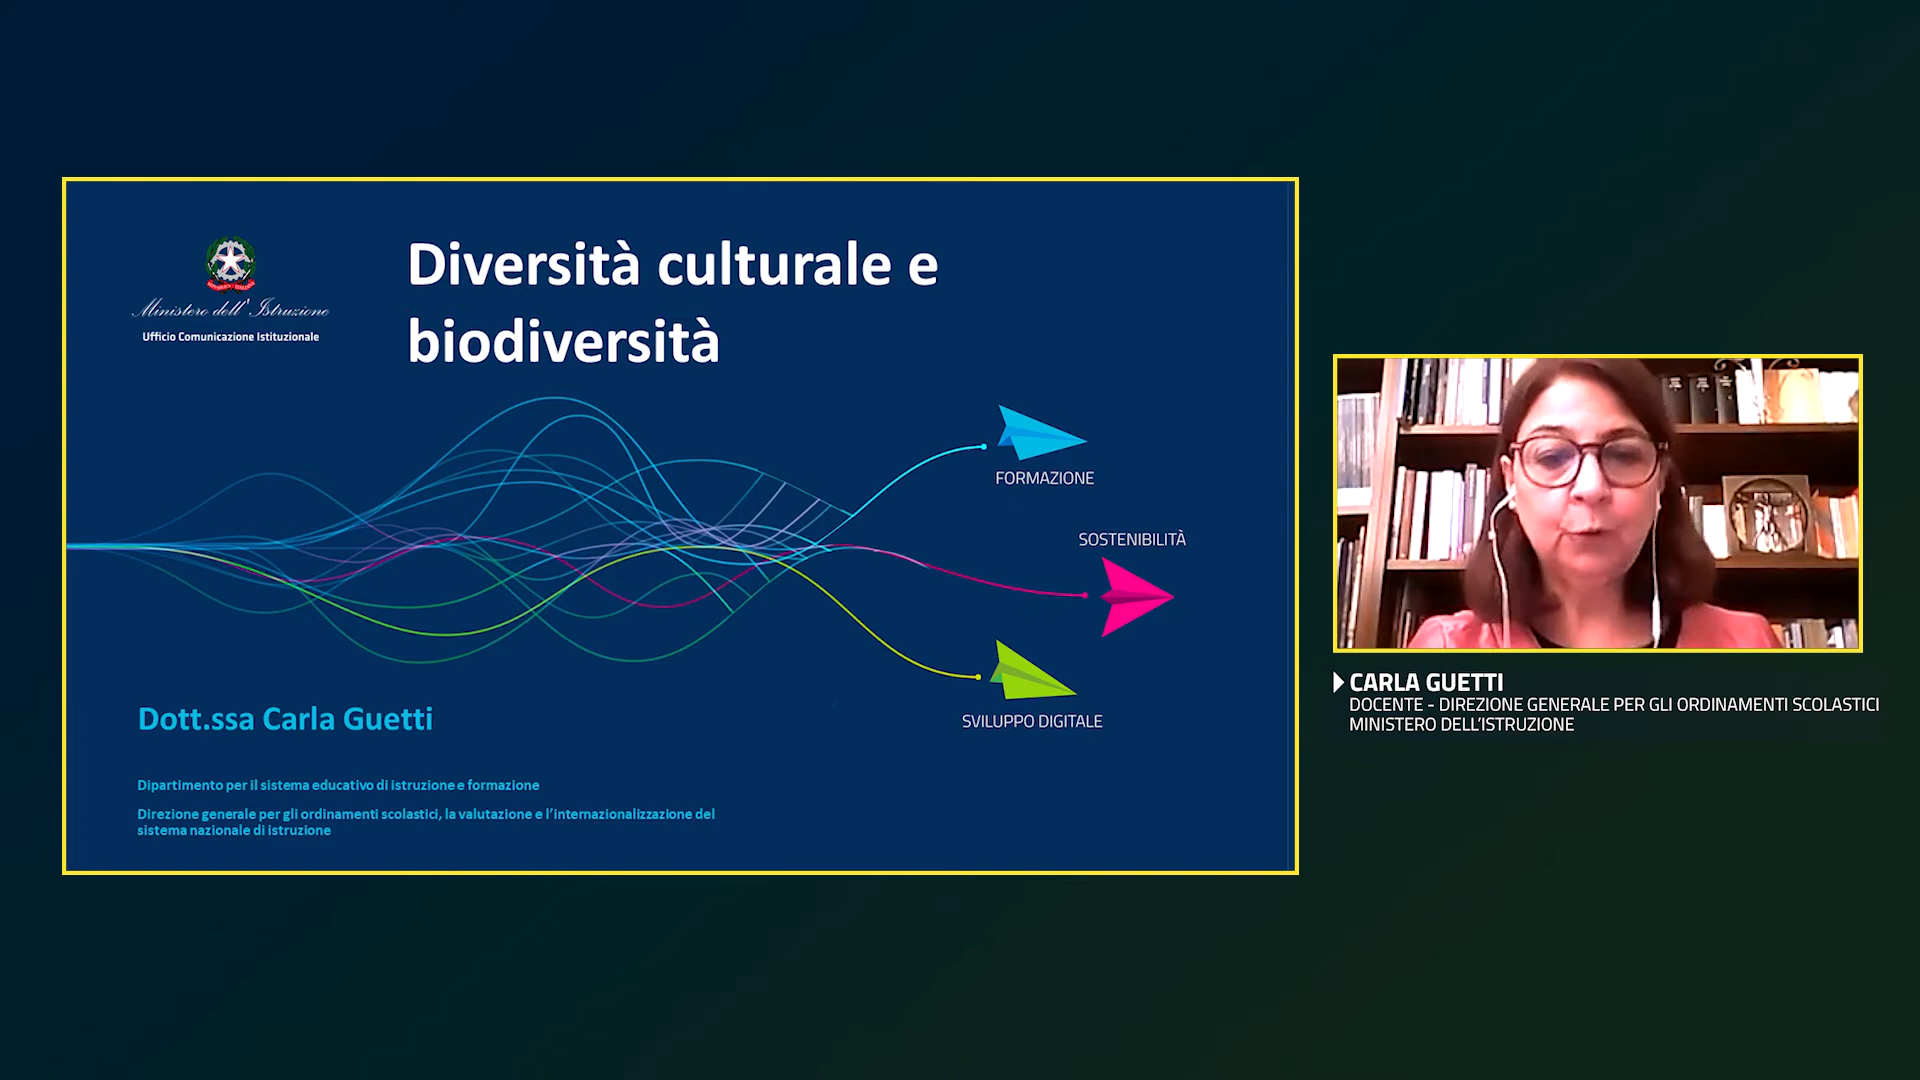 Diversità culturale e
biodiversità
Ministero dell'Istruzione
Ufficio Comunicazione Istituzionale
FORMAZIONE
SOSTENIBILITÀ
SVILUPPO DIGITALE
Dott.ssa Carla Guetti
Dipartimento per il sistema educativo di istruzione e formazione
Direzione generale per gli ordinamenti scolastici, la valutazione e l'internazionalizzazione del
sistema nazionale di istruzione
CARLA GUETTI
DOCENTE - DIREZIONE GENERALE PER GLI ORDINAMENTI SCOLASTICI
MINISTERO DELL'ISTRUZIONE